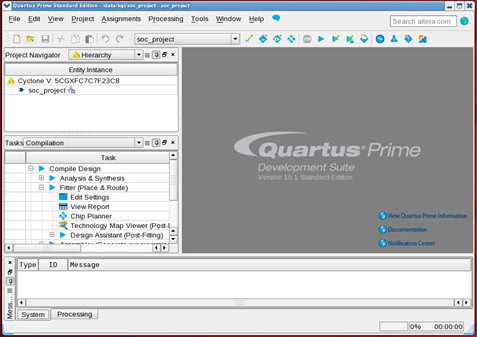 Quartus Prime Standard Edition - /data/kp/soc_project - soc_project
File Edit View Project Assignments Processing Tools Window Help
Search altera.com
soc_project
Project Navigator Hierarchy
Entity:Instance
Cyclone V: 5CGXFC7C7F23C8
soc_project
Tasks Compilation
Task
Compile Design
Analysis & Synthesis
Fitter (Place & Route)
Edit Settings
View Report
Chip Planner
Technology Map Viewer (Post-
Design Assistant (Post-Fitting)
Quartus Prime
Development Suite
Version 15.1 Standard Edition
View Quartus Prime Information
Documentation
Notification Center
Type ID Message
Mess...
System Processing
0% 00:00:00